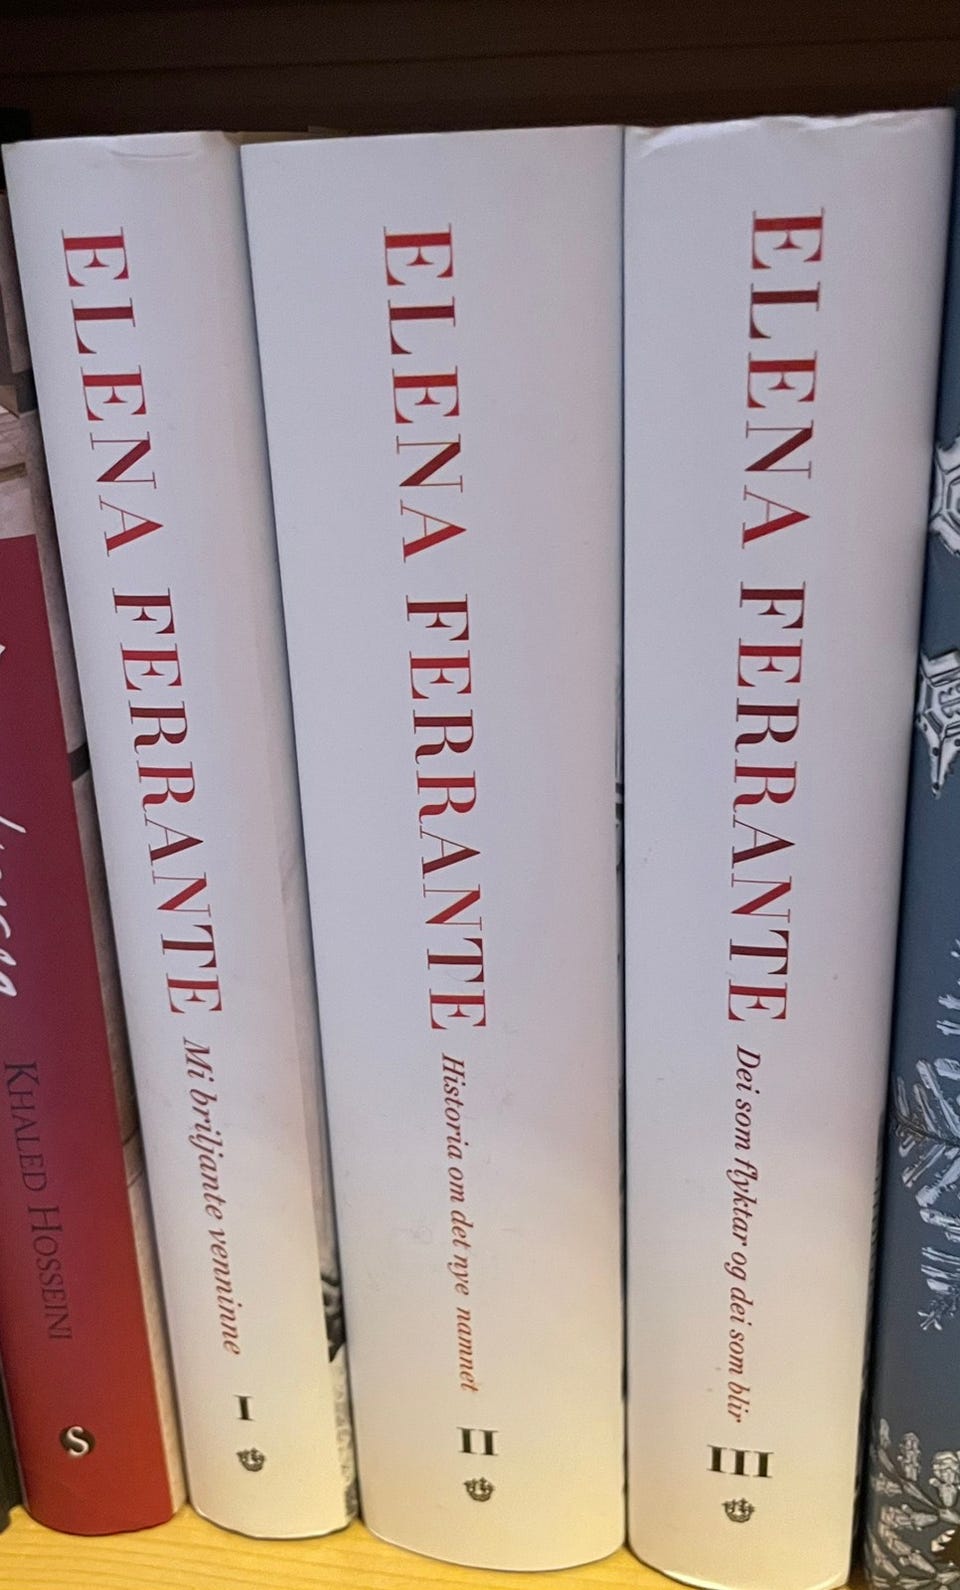 KHALED HOSSEINI
S
ELENA FERRANTE Mi briljante venninne I
ELENA FERRANTE Historia om det nye namnet II
ELENA FERRANTE Dei som flyktar og dei som blir III